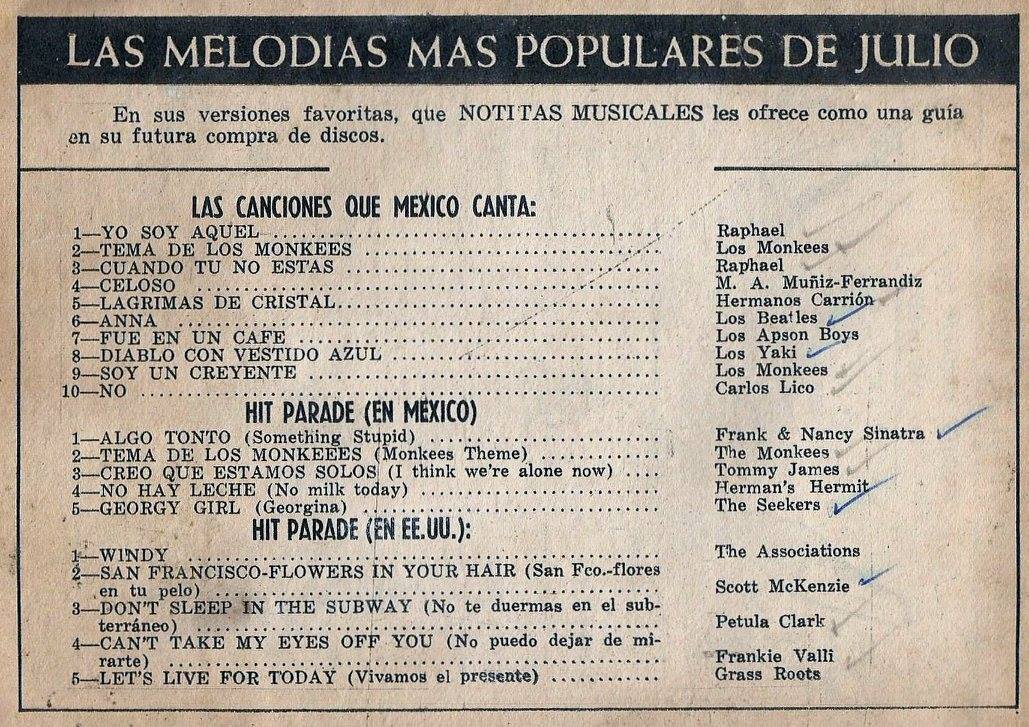 LAS MELODIAS MAS POPULARES DE JULIO
En sus versiones favoritas, que NOTITAS MUSICALES les ofrece como una guía
en su futura compra de discos.
LAS CANCIONES QUE MEXICO CANTA:
1—YO SOY AQUEL ........ Raphael
2—TEMA DE LOS MONKEES ........ Los Monkees
3—CUANDO TU NO ESTAS ........ Raphael
4—CELOSO ........ M. A. Muñiz-Ferrandiz
5—LAGRIMAS DE CRISTAL ........ Hermanos Carrión
6—ANNA ........ Los Beatles
7—FUE EN UN CAFE ........ Los Apson Boys
8—DIABLO CON VESTIDO AZUL ........ Los Yaki
9—SOY UN CREYENTE ........ Los Monkees
10—NO ........ Carlos Lico
HIT PARADE (EN MEXICO)
1—ALGO TONTO (Something Stupid) ........ Frank & Nancy Sinatra
2—TEMA DE LOS MONKEEES (Monkees Theme) ........ The Monkees
3—CREO QUE ESTAMOS SOLOS (I think we're alone now) .... Tommy James
4—NO HAY LECHE (No milk today) ........ Herman's Hermit
5—GEORGY GIRL (Georgina) ........ The Seekers
HIT PARADE (EN EE.UU.):
1—WINDY ........ The Associations
2—SAN FRANCISCO-FLOWERS IN YOUR HAIR (San Fco.-flores
en tu pelo) ........ Scott McKenzie
3—DON'T SLEEP IN THE SUBWAY (No te duermas en el sub-
terráneo) ........ Petula Clark
4—CAN'T TAKE MY EYES OFF YOU (No puedo dejar de mi-
rarte) ........ Frankie Valli
5—LET'S LIVE FOR TODAY (Vivamos el presente) ........ Grass Roots